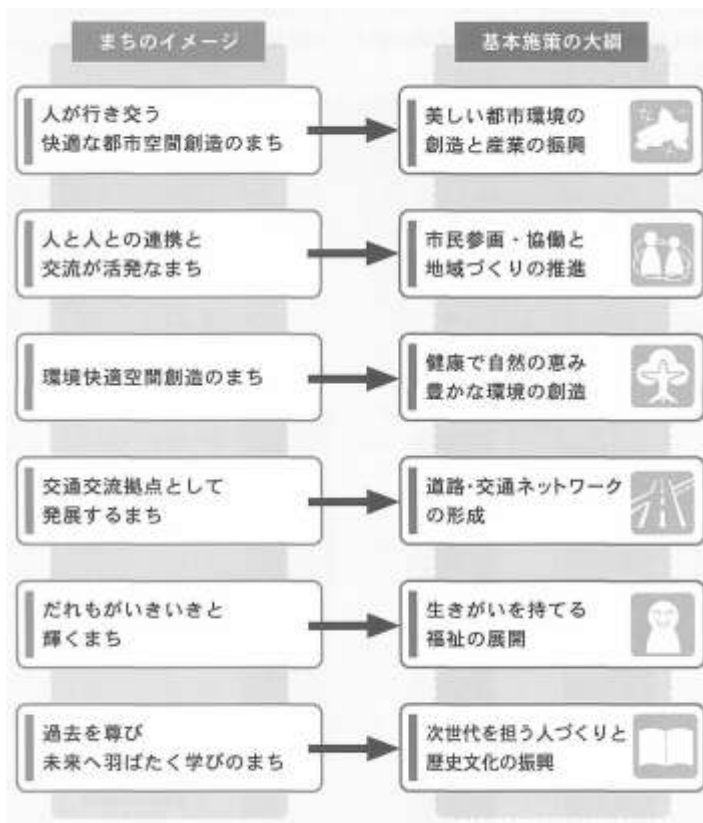 まちのイメージ
基本施策の大綱
人が行き交う
快適な都市空間創造のまち
美しい都市環境の
創造と産業の振興
人と人との連携と
交流が活発なまち
市民参画・協働と
地域づくりの推進
環境快適空間創造のまち
健康で自然の恵み
豊かな環境の創造
交通交流拠点として
発展するまち
道路・交通ネットワーク
の形成
だれもがいきいきと
輝くまち
生きがいを持てる
福祉の展開
過去を尊び
未来へ羽ばたく学びのまち
次世代を担う人づくりと
歴史文化の振興